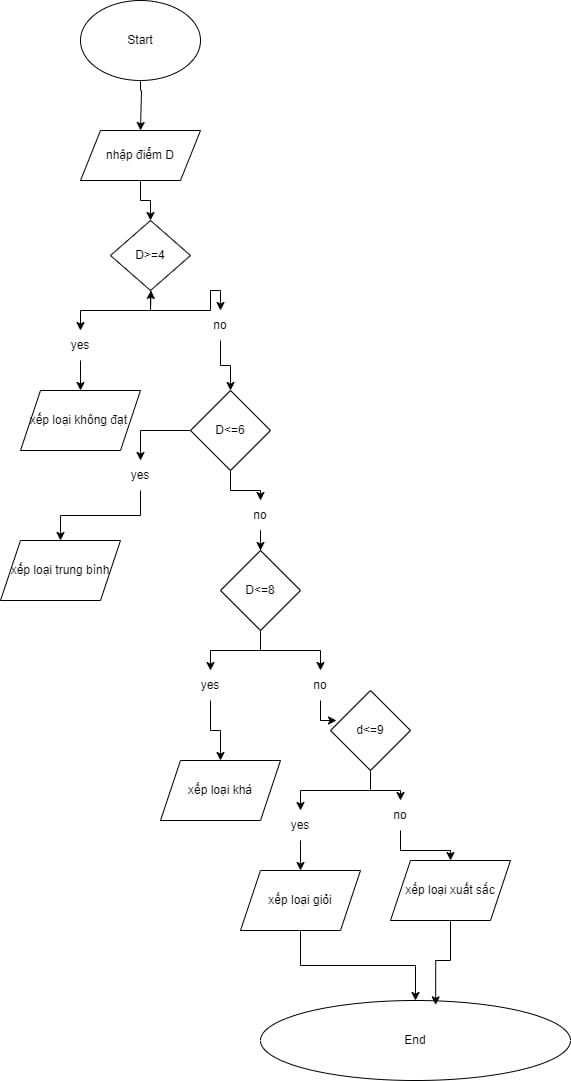 Start
nhập điểm D
D>=4
no
yes
xếp loại không đạt
D<=6
yes
no
xếp loại trung bình
D<=8
yes
no
d<=9
xếp loại khá
no
yes
xếp loại xuất sắc
xếp loại giỏi
End